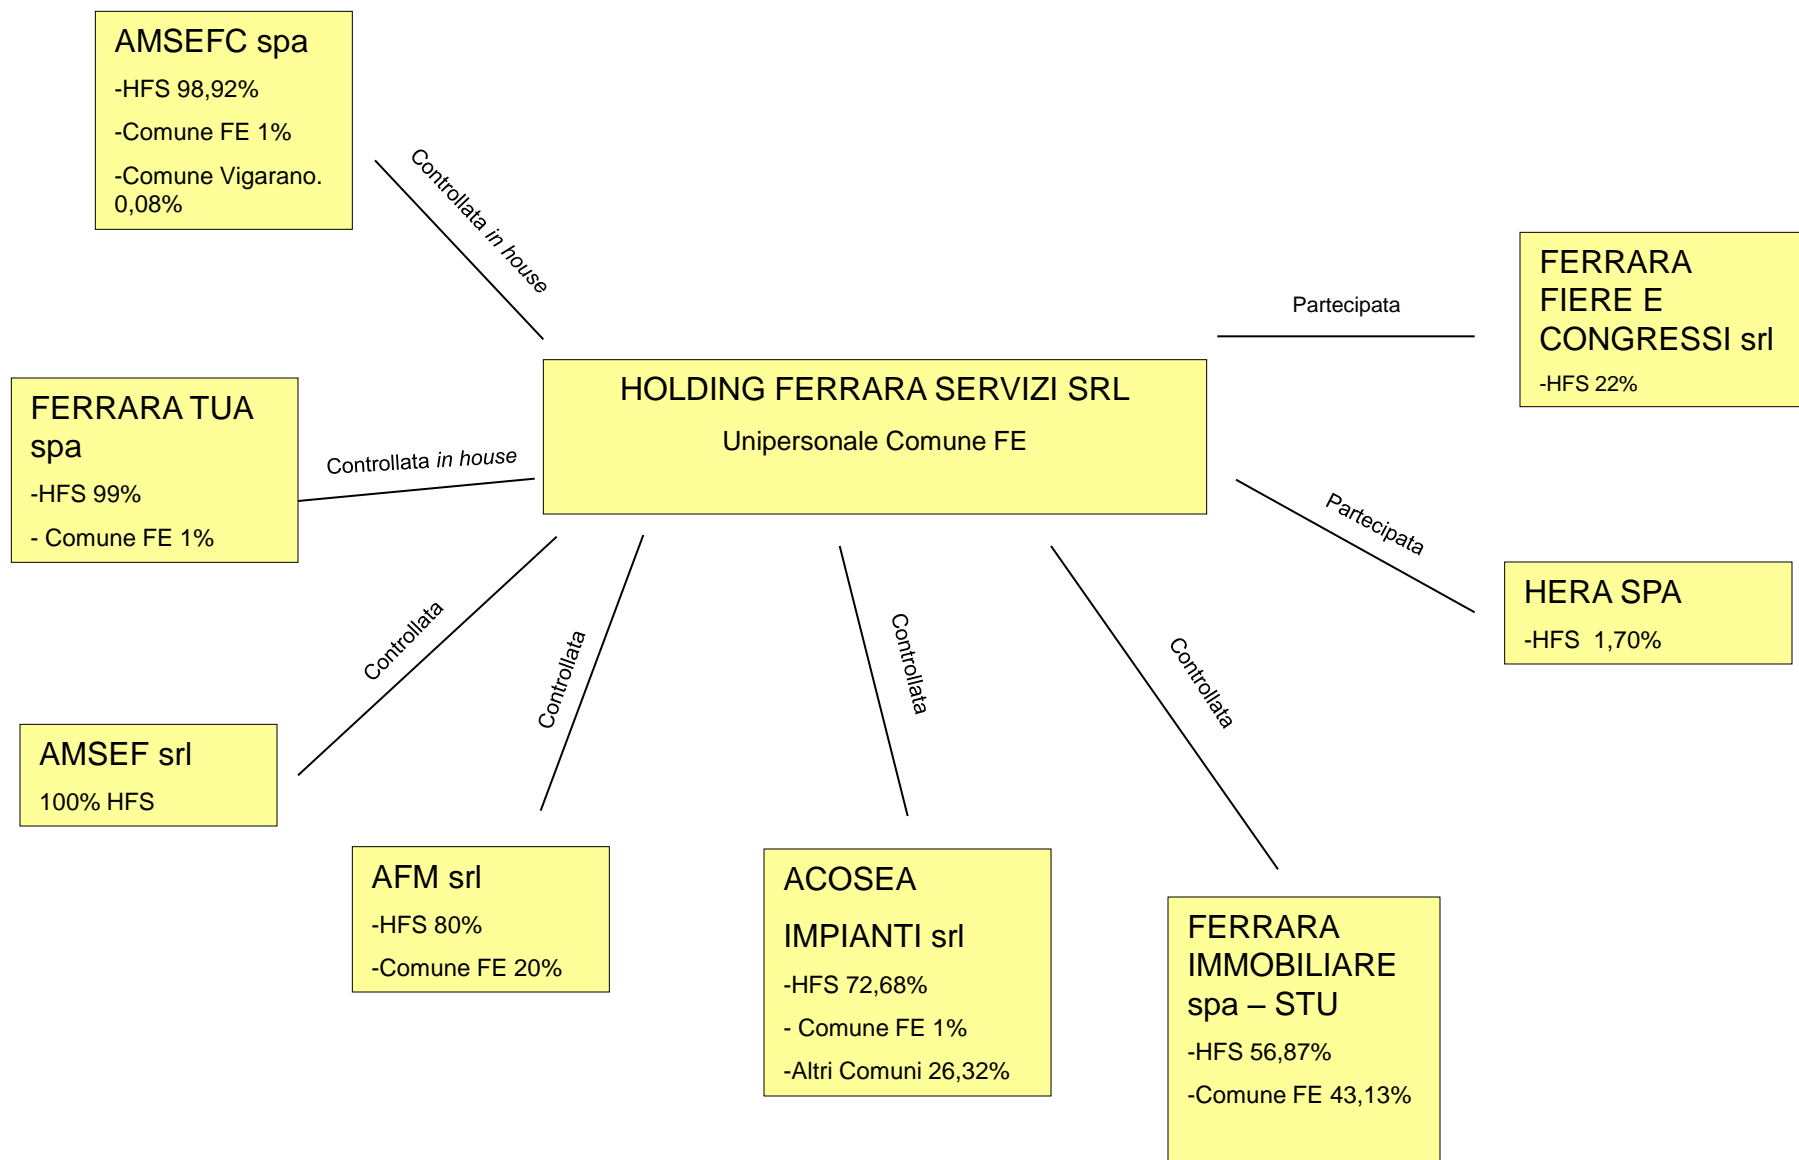 AMSEFC spa
-HFS 98,92%
-Comune FE 1%
-Comune Vigarano.
0,08%
Controllata in house
FERRARA
FIERE E
CONGRESSI srl
-HFS 22%
Partecipata
HOLDING FERRARA SERVIZI SRL
Unipersonale Comune FE
FERRARA TUA
spa
-HFS 99%
- Comune FE 1%
Controllata in house
Partecipata
HERA SPA
-HFS  1,70%
Controllata
Controllata
Controllata
Controllata
AMSEF srl
100% HFS
AFM srl
-HFS 80%
-Comune FE 20%
ACOSEA
IMPIANTI srl
-HFS 72,68%
- Comune FE 1%
-Altri Comuni 26,32%
FERRARA
IMMOBILIARE
spa – STU
-HFS 56,87%
-Comune FE 43,13%